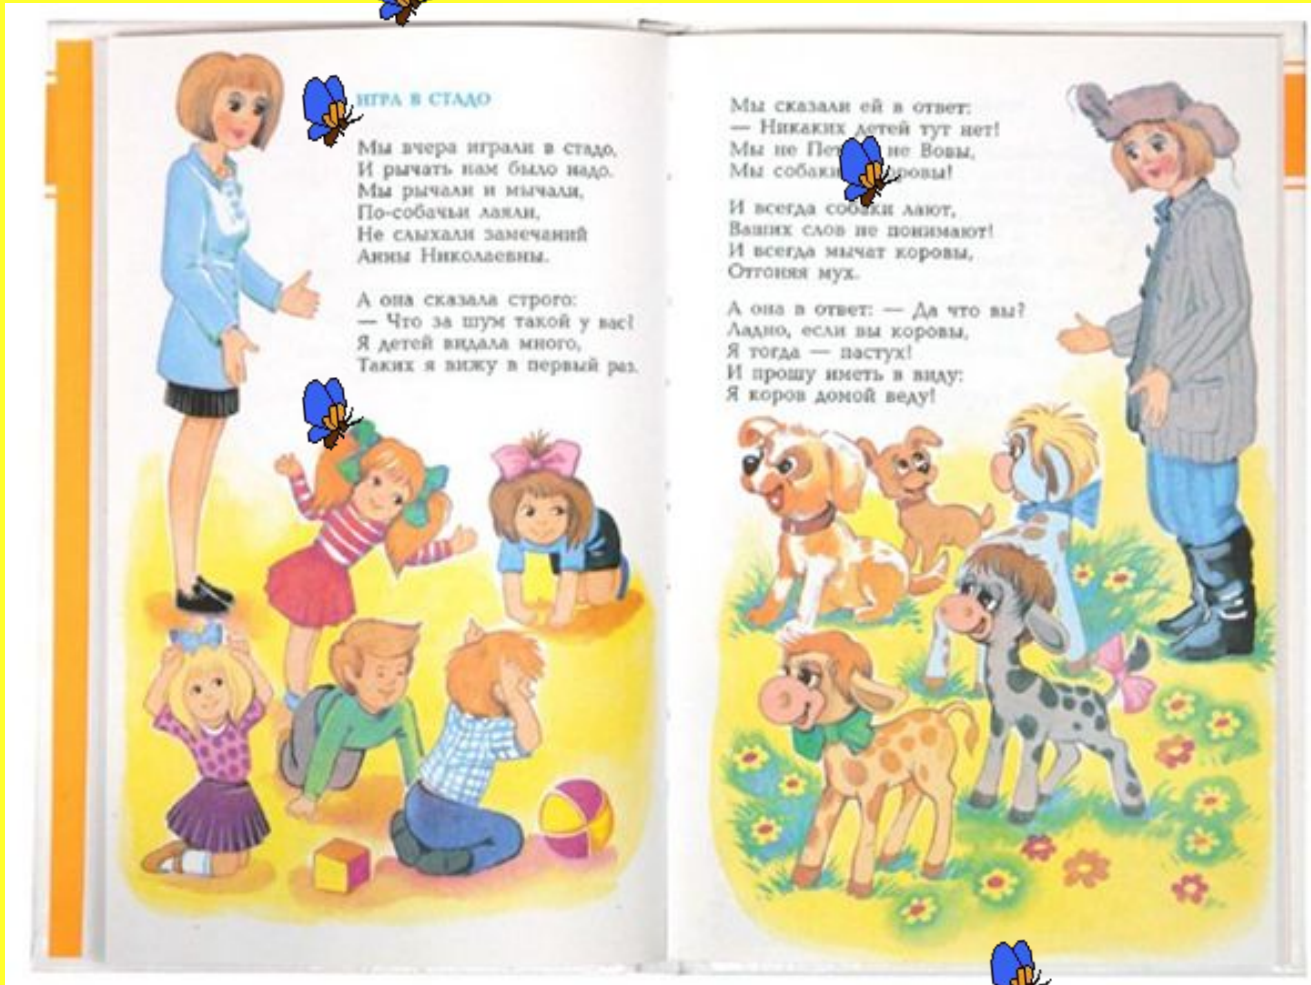 ИГРА В СТАДО
Мы вчера играли в стадо,
И рычать нам было надо.
Мы рычали и мычали,
По-собачьи лаяли,
Не слыхали замечаний
Анны Николаевны.
А она сказала строго:
— Что за шум такой у вас?
Я детей видала много,
Таких я вижу в первый раз.
Мы сказали ей в ответ:
— Никаких детей тут нет!
Мы не не Вовы,
Мы собаки
И всегда собаки лают,
Ваших слов не понимают!
И всегда мычат коровы,
Отгоняя мух.
А она в ответ: — Да что вы?
Ладно, если вы коровы,
Я тогда — пастух!
И прошу иметь в виду:
Я коров домой веду!